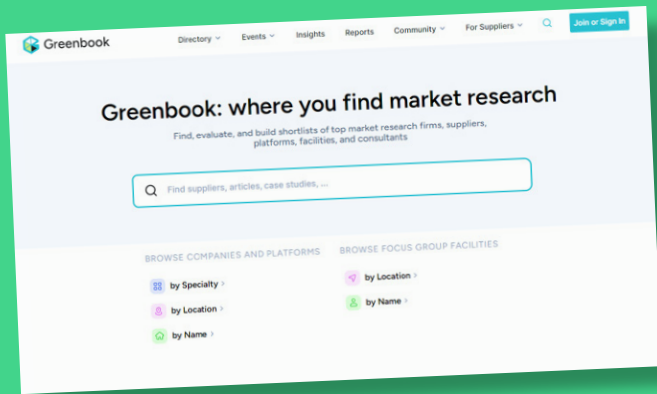 Greenbook
Directory Events Insights Reports Community For Suppliers Join or Sign In
Greenbook: where you find market research
Find, evaluate, and build shortlists of top market research firms, suppliers,
platforms, facilities, and consultants
Find suppliers, articles, case studies, ...
BROWSE COMPANIES AND PLATFORMS
by Specialty
by Location
by Name
BROWSE FOCUS GROUP FACILITIES
by Location
by Name